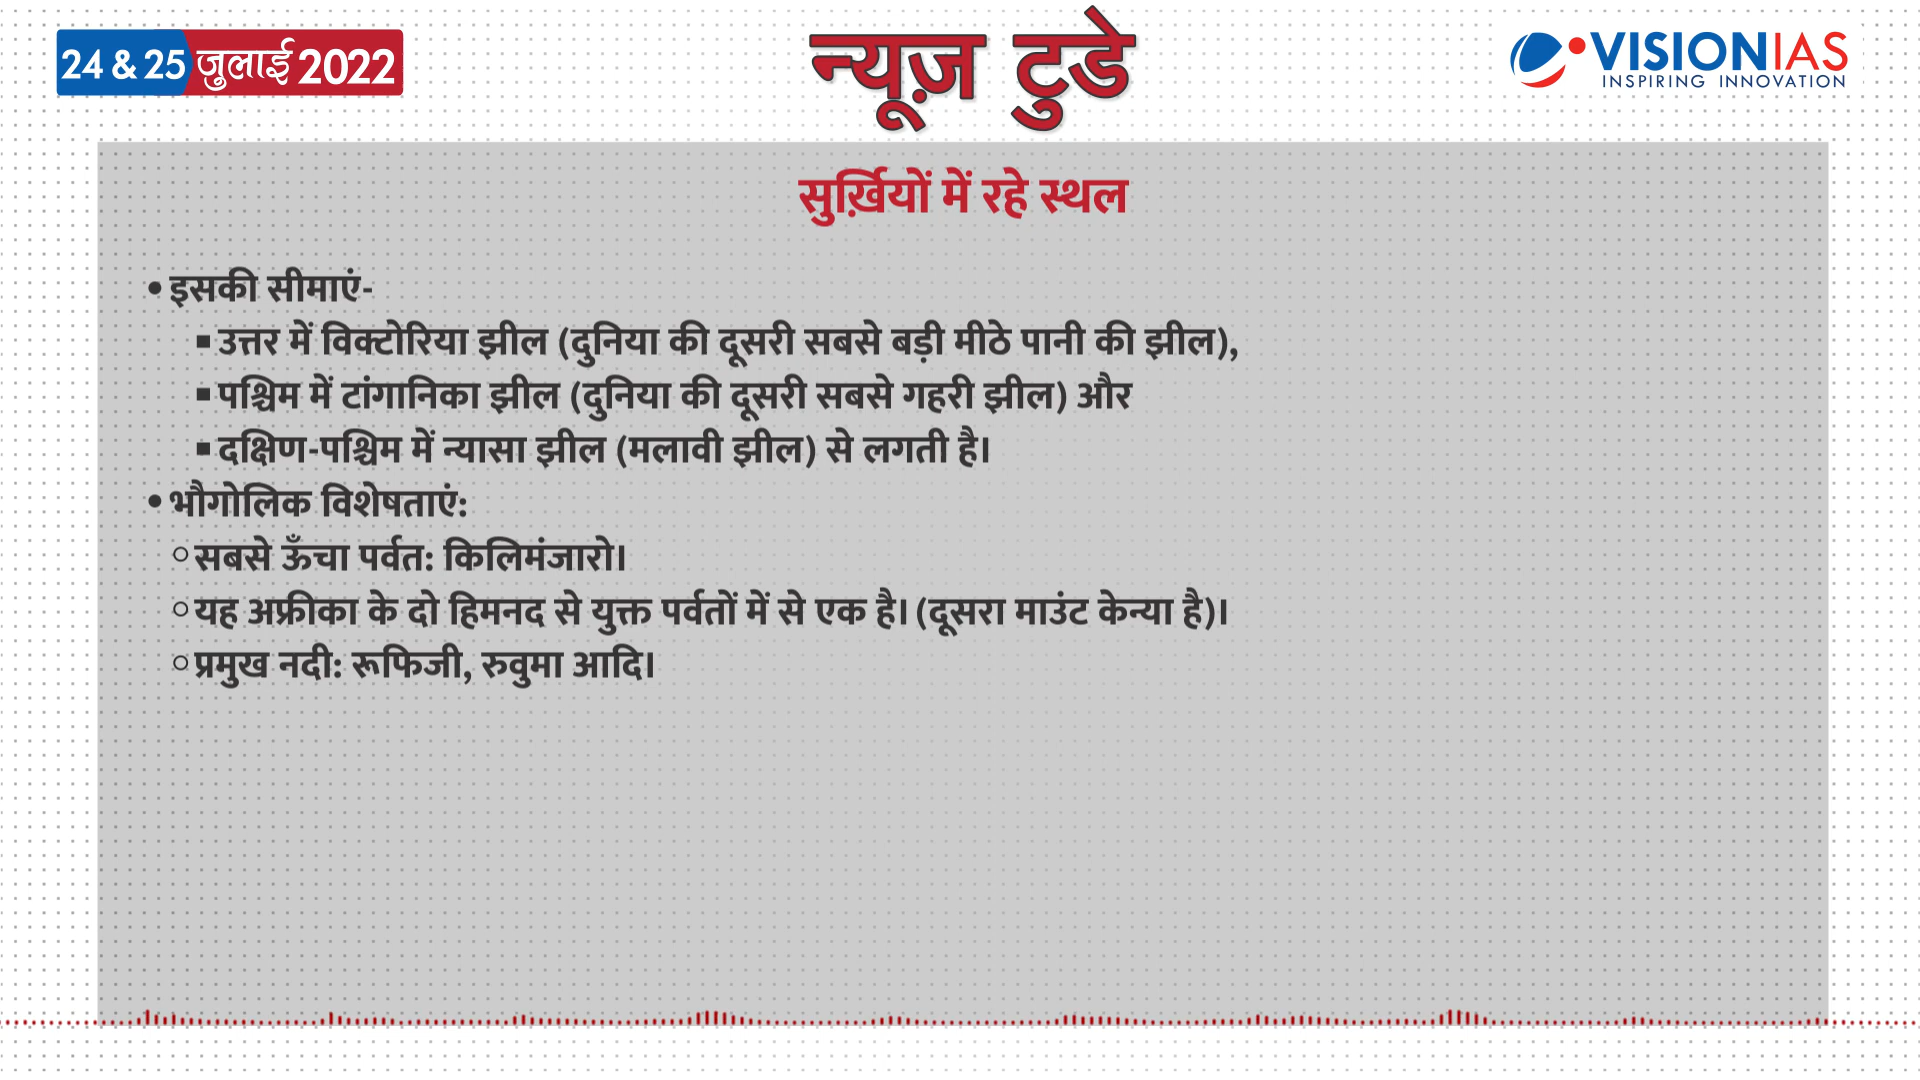 24 & 25 जुलाई 2022
न्यूज़ टुडे
VISIONIAS
INSPIRING INNOVATION
सुर्ख़ियों में रहे स्थल
• इसकी सीमाएं-
▪ उत्तर में विक्टोरिया झील (दुनिया की दूसरी सबसे बड़ी मीठे पानी की झील),
▪ पश्चिम में टांगानिका झील (दुनिया की दूसरी सबसे गहरी झील) और
▪ दक्षिण-पश्चिम में न्यासा झील (मलावी झील) से लगती है।
• भौगोलिक विशेषताएं:
○ सबसे ऊँचा पर्वत: किलिमंजारो।
○ यह अफ्रीका के दो हिमनद से युक्त पर्वतों में से एक है। (दूसरा माउंट केन्या है)।
○ प्रमुख नदी: रूफिजी, रुवुमा आदि।